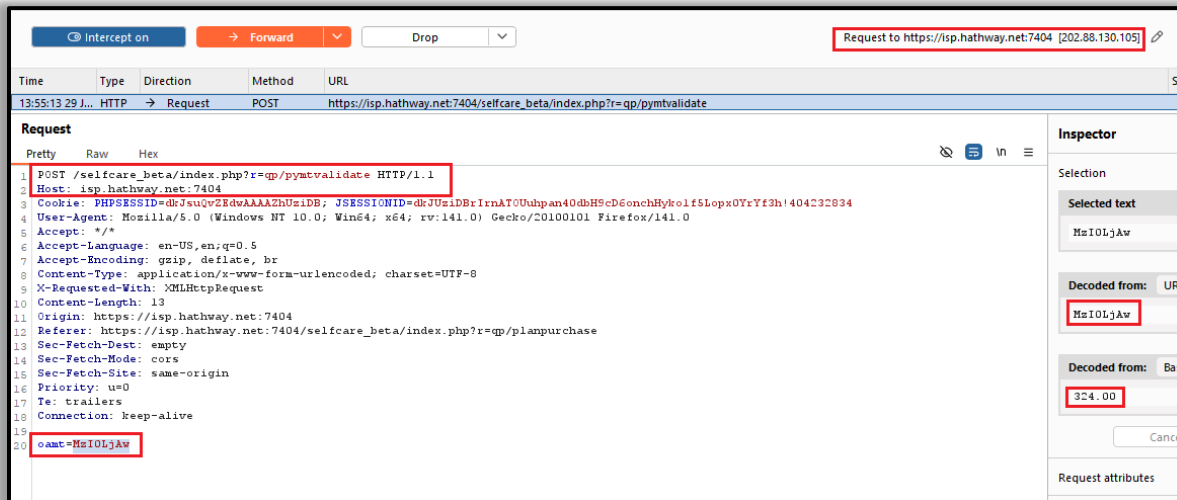 Intercept on
Forward
Drop
Request to https://isp.hathway.net:7404 [202.88.130.105]
Time Type Direction Method URL S
13:55:13 29 J... HTTP → Request POST https://isp.hathway.net:7404/selfcare_beta/index.php?r=qp/pymtvalidate
Request
Pretty Raw Hex
\n
1 POST /selfcare_beta/index.php?r=qp/pymtvalidate HTTP/1.1
2 Host: isp.hathway.net:7404
3 Cookie: PHPSESSID=dkJsuQvZEdwAAAAZhUziDB; JSESSIONID=dkJUziDBrIrnAT0Uuhpan40dbH9cD6onchHykolf5Lopx0YrYf3h!404232834
4 User-Agent: Mozilla/5.0 (Windows NT 10.0; Win64; x64; rv:141.0) Gecko/20100101 Firefox/141.0
5 Accept: */*
6 Accept-Language: en-US,en;q=0.5
7 Accept-Encoding: gzip, deflate, br
8 Content-Type: application/x-www-form-urlencoded; charset=UTF-8
9 X-Requested-With: XMLHttpRequest
10 Content-Length: 13
11 Origin: https://isp.hathway.net:7404
12 Referer: https://isp.hathway.net:7404/selfcare_beta/index.php?r=qp/planpurchase
13 Sec-Fetch-Dest: empty
14 Sec-Fetch-Mode: cors
15 Sec-Fetch-Site: same-origin
16 Priority: u=0
17 Te: trailers
18 Connection: keep-alive
19
20 oamt=MzI0LjAw
Inspector
Selection
Selected text
MzI0LjAw
Decoded from: UR
MzI0LjAw
Decoded from: Ba
324.00
Cance
Request attributes